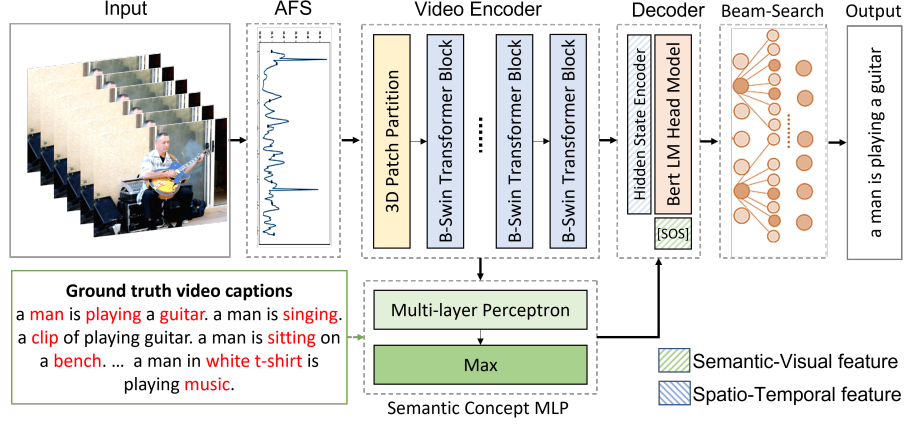 Input
AFS
Video Encoder
Decoder
Beam-Search
Output
3D Patch Partition
B-Swin Transformer Block
B-Swin Transformer Block
B-Swin Transformer Block
Hidden State Encoder
Bert LM Head Model
[SOS]
a man is playing a guitar
Ground truth video captions
a man is playing a guitar. a man is singing.
a clip of playing guitar. a man is sitting on
a bench. ... a man in white t-shirt is
playing music.
Multi-layer Perceptron
Max
Semantic Concept MLP
Semantic-Visual feature
Spatio-Temporal feature